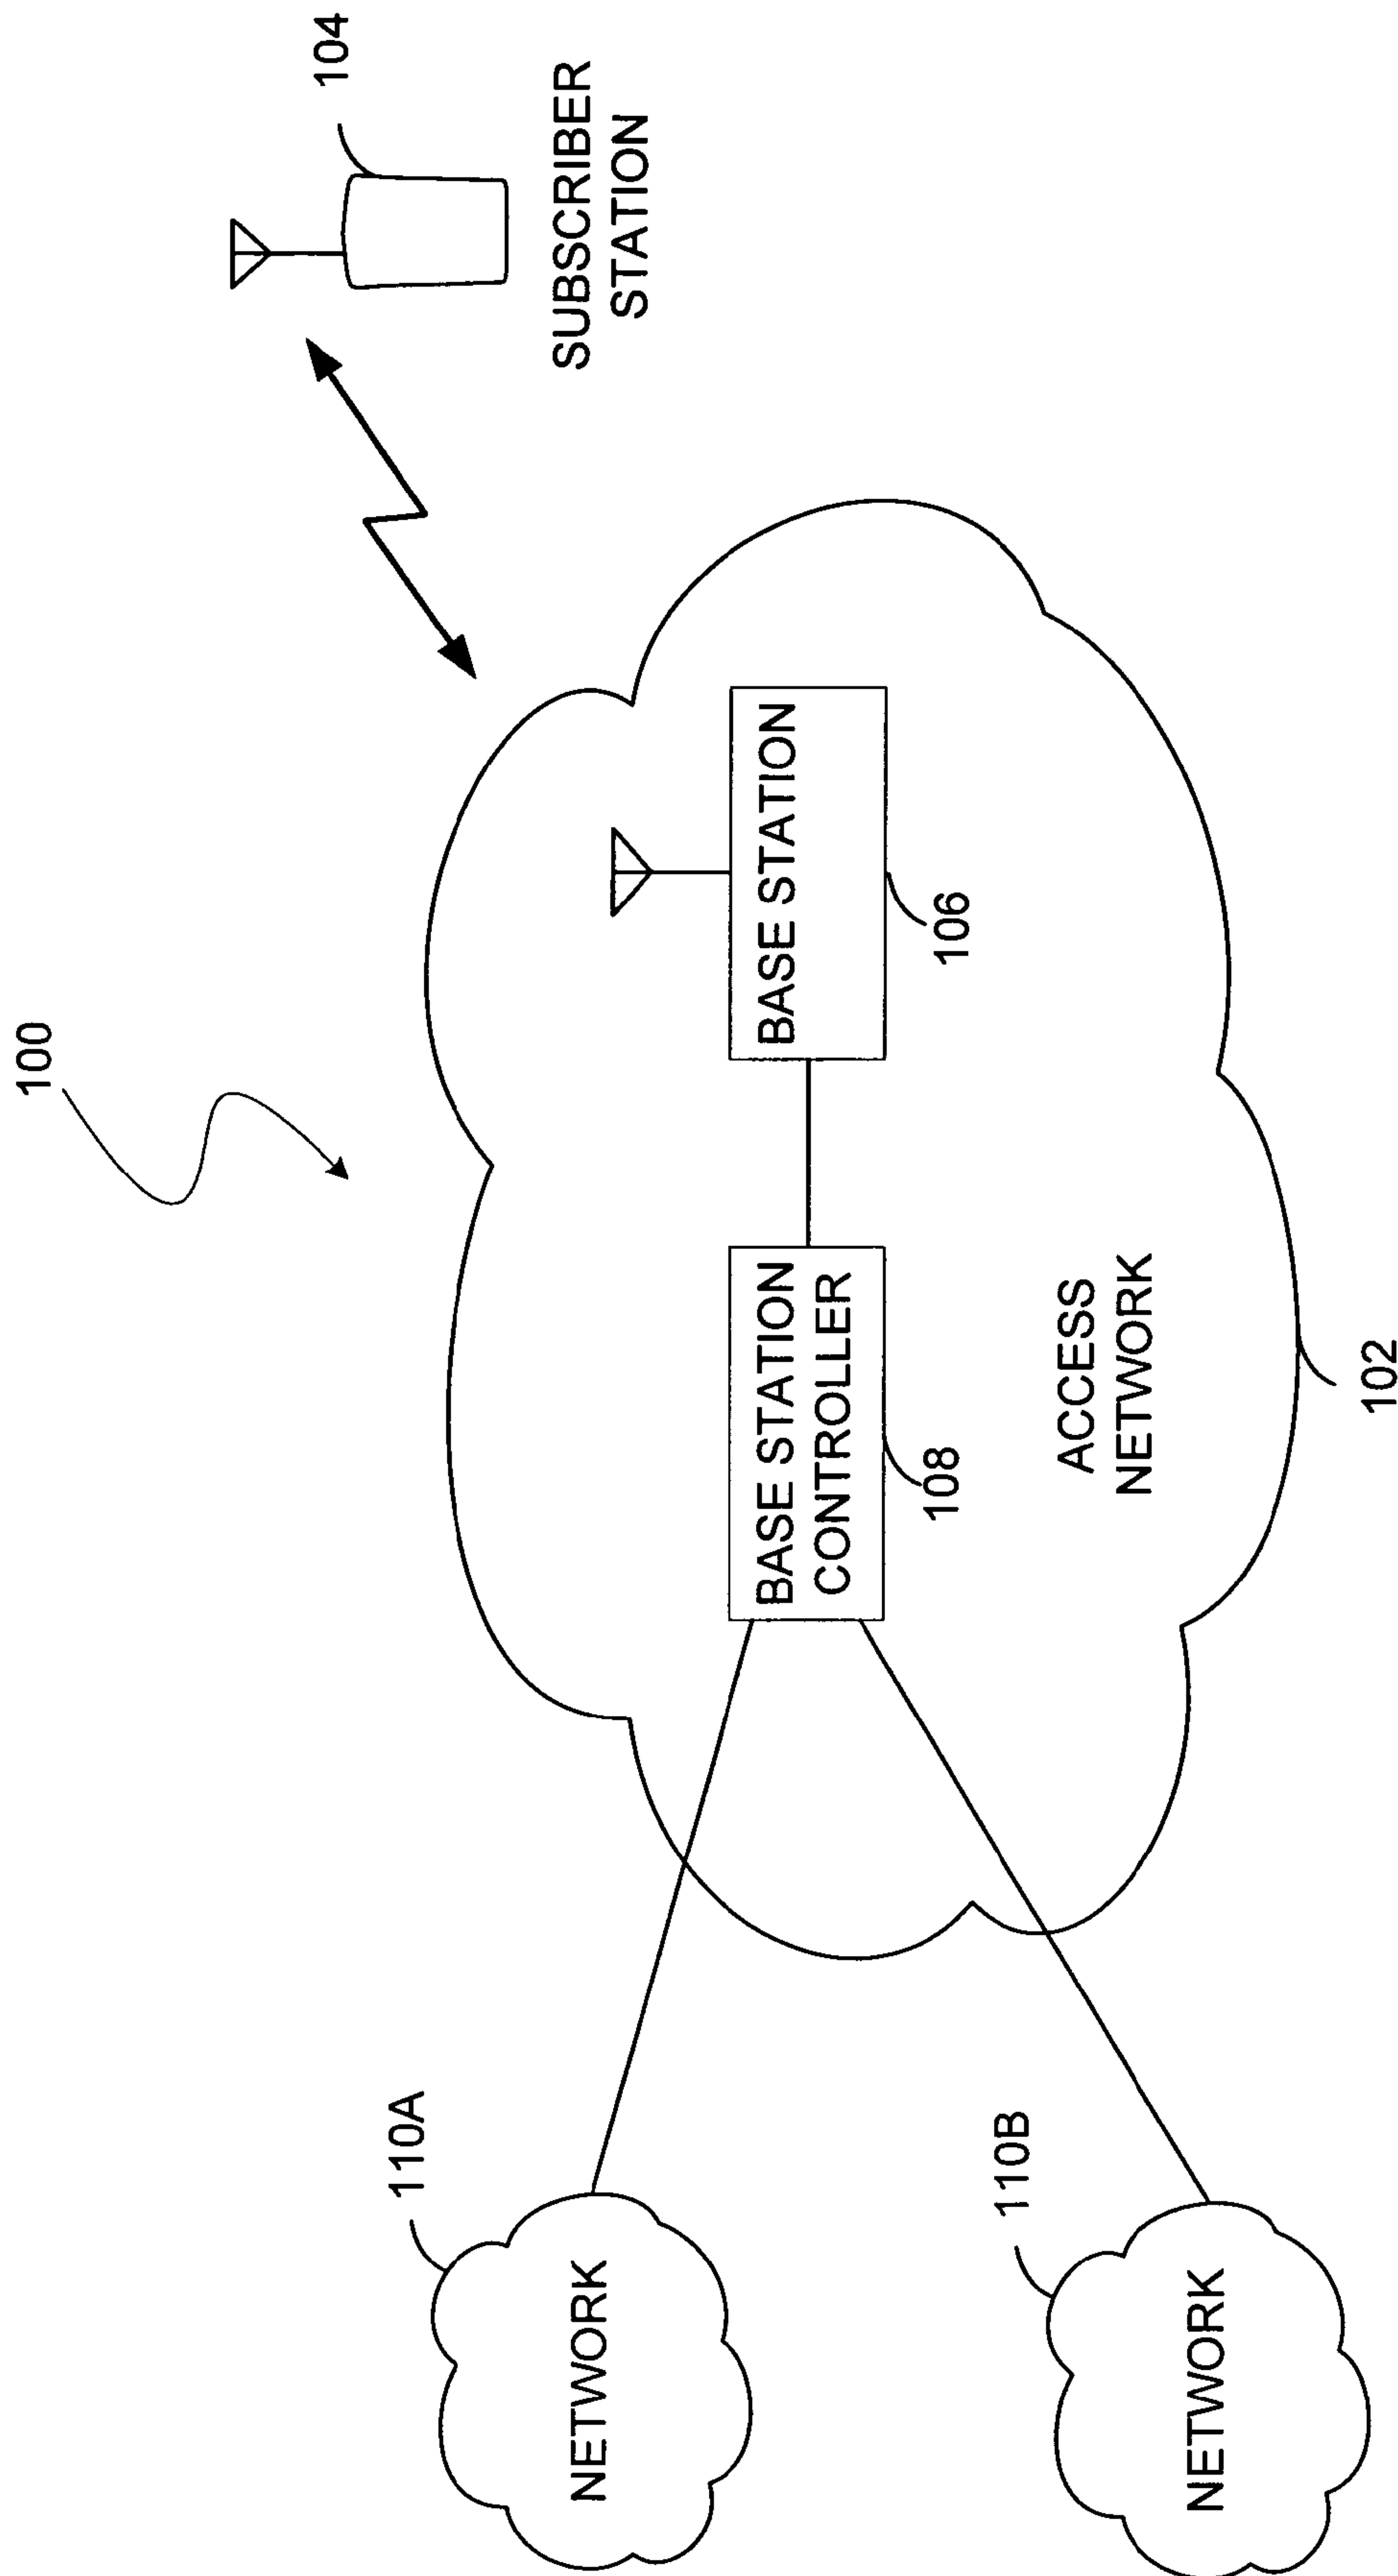 100
104
SUBSCRIBER
STATION
110A
NETWORK
BASE STATION
CONTROLLER
108
BASE STATION
106
110B
NETWORK
ACCESS
NETWORK
102